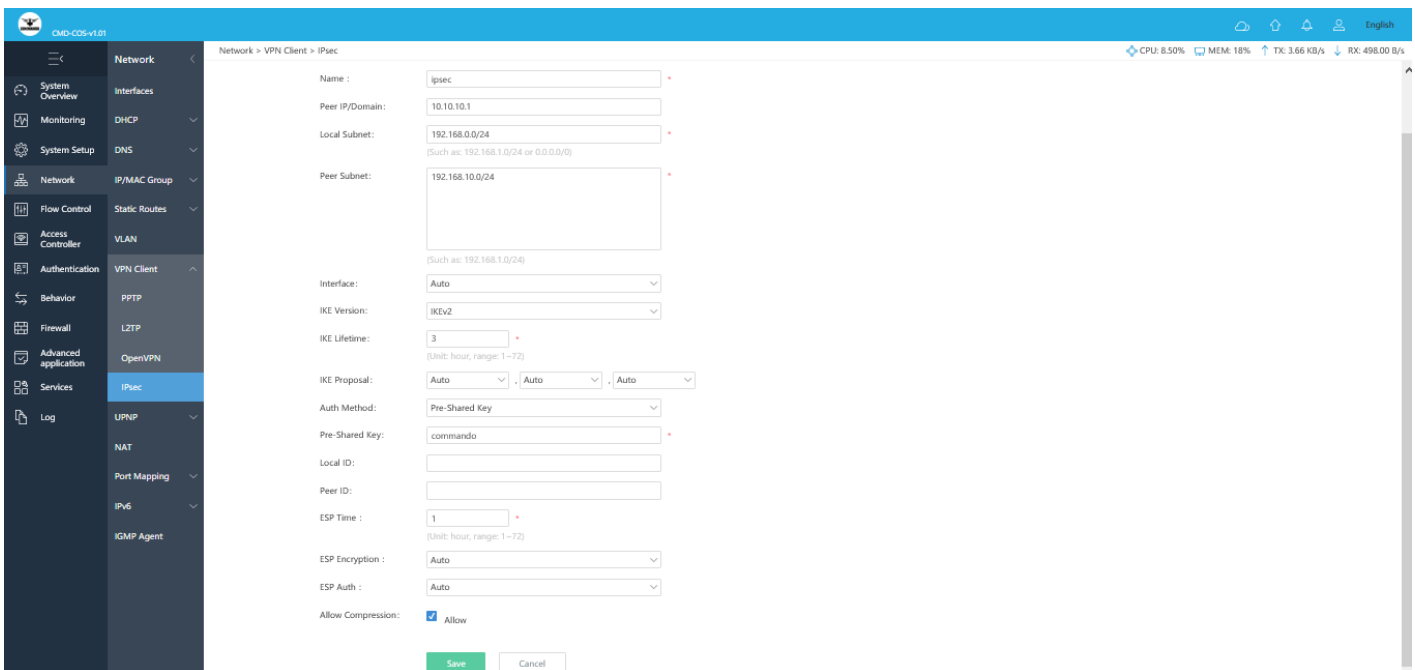 CMD-COS-v1.01
English
Network
Network > VPN Client > IPsec
CPU: 8.50% MEM: 18% TX: 3.66 KB/s RX: 498.00 B/s
System
Overview
Monitoring
System Setup
Network
Flow Control
Access
Controller
Authentication
Behavior
Firewall
Advanced
application
Services
Log
Interfaces
DHCP
DNS
IP/MAC Group
Static Routes
VLAN
VPN Client
PPTP
L2TP
OpenVPN
IPsec
UPNP
NAT
Port Mapping
IPv6
IGMP Agent
Name : ipsec *
Peer IP/Domain: 10.10.10.1
Local Subnet: 192.168.0.0/24 *
(Such as: 192.168.1.0/24 or 0.0.0.0/0)
Peer Subnet: 192.168.10.0/24 *
(Such as: 192.168.1.0/24)
Interface: Auto
IKE Version: IKEv2
IKE Lifetime: 3 *
(Unit: hour, range: 1~72)
IKE Proposal: Auto , Auto , Auto
Auth Method: Pre-Shared Key
Pre-Shared Key: commando *
Local ID:
Peer ID:
ESP Time : 1 *
(Unit: hour, range: 1~72)
ESP Encryption : Auto
ESP Auth : Auto
Allow Compression: Allow
Save Cancel